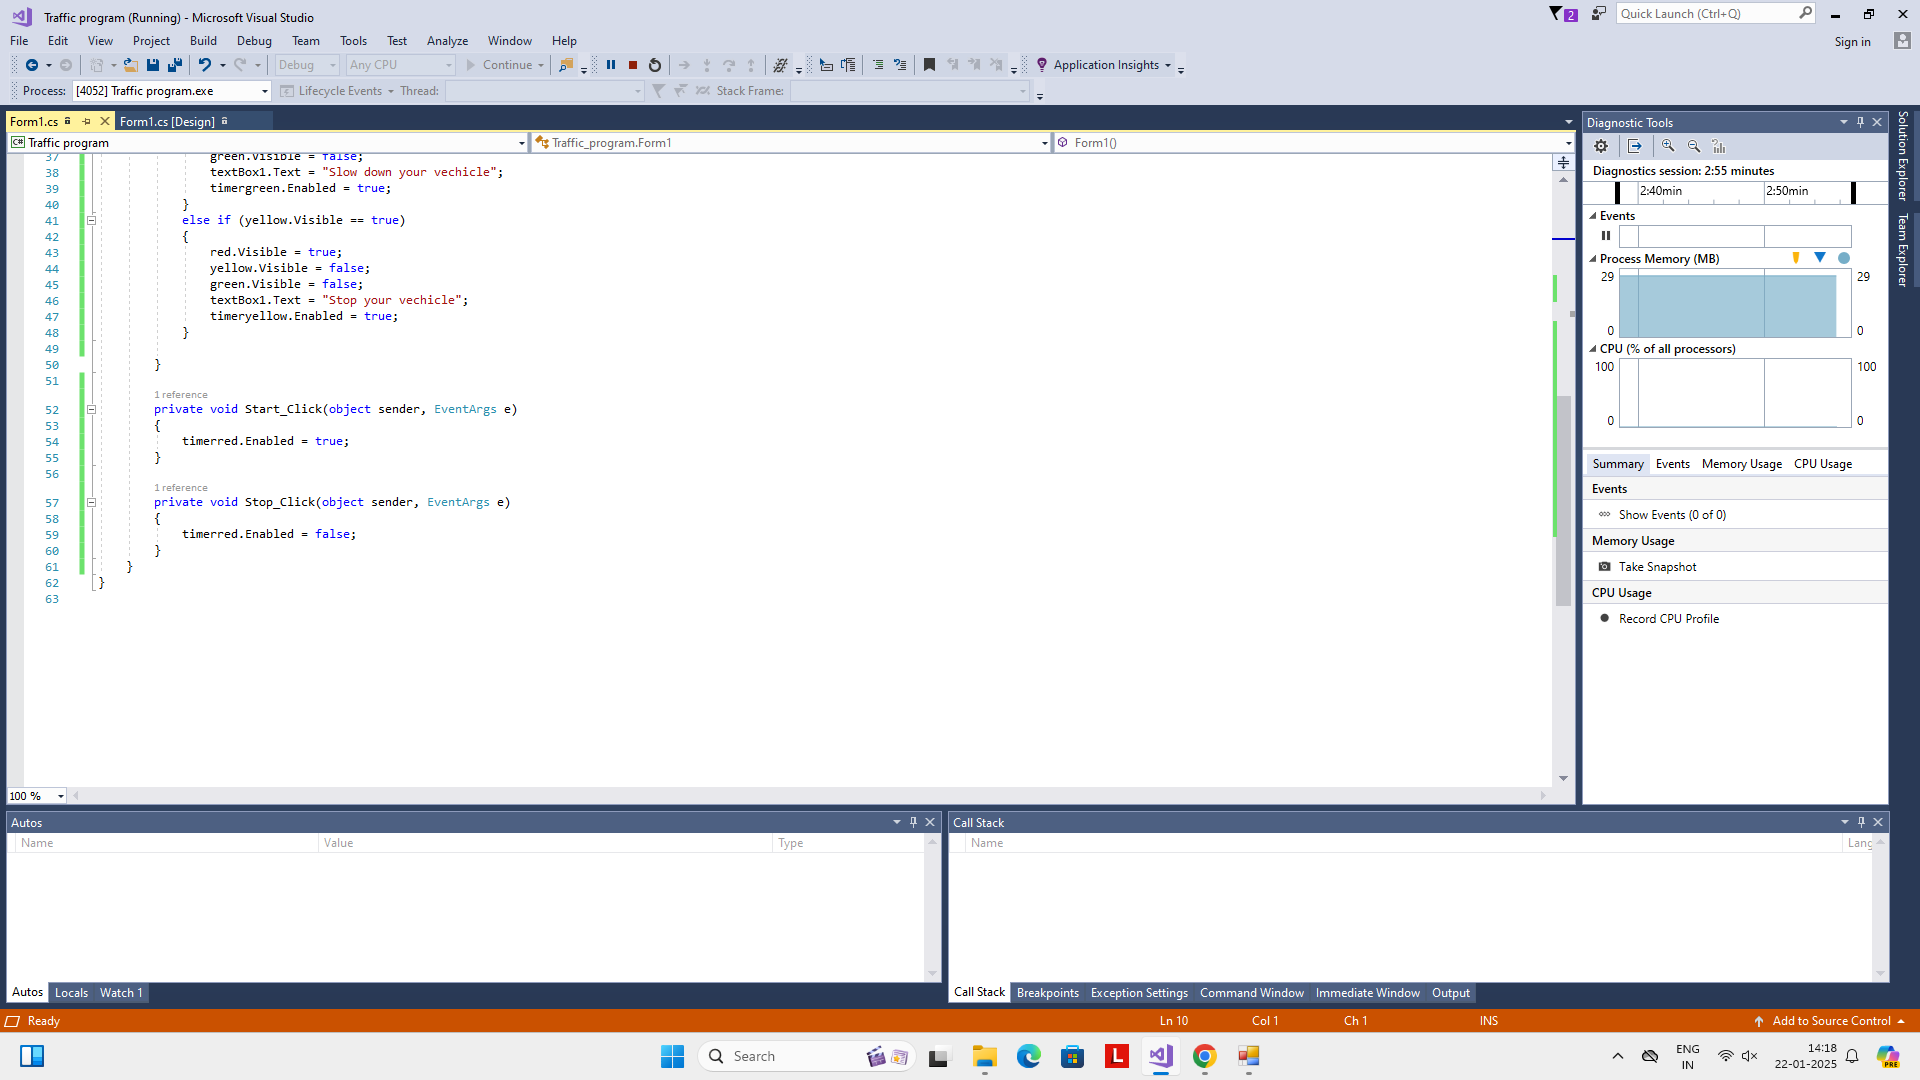 Traffic program (Running) - Microsoft Visual Studio
2
Quick Launch (Ctrl+Q)
File Edit View Project Build Debug Team Tools Test Analyze Window Help
Sign in
Debug Any CPU Continue Application Insights
Process: [4052] Traffic program.exe Lifecycle Events Thread: Stack Frame:
Form1.cs Form1.cs [Design]
C# Traffic program Traffic_program.Form1 Form1()
37 green.Visible = false;
38 textBox1.Text = "Slow down your vechicle";
39 timergreen.Enabled = true;
40 }
41 else if (yellow.Visible == true)
42 {
43 red.Visible = true;
44 yellow.Visible = false;
45 green.Visible = false;
46 textBox1.Text = "Stop your vechicle";
47 timeryellow.Enabled = true;
48 }
49
50 }
51
1 reference
52 private void Start_Click(object sender, EventArgs e)
53 {
54 timerred.Enabled = true;
55 }
56
1 reference
57 private void Stop_Click(object sender, EventArgs e)
58 {
59 timerred.Enabled = false;
60 }
61 }
62 }
63
100 %
Diagnostic Tools
Diagnostics session: 2:55 minutes
2:40min 2:50min
Events
Process Memory (MB)
29 29
0 0
CPU (% of all processors)
100 100
0 0
Summary Events Memory Usage CPU Usage
Events
Show Events (0 of 0)
Memory Usage
Take Snapshot
CPU Usage
Record CPU Profile
Solution Explorer
Team Explorer
Autos
Name Value Type
Autos Locals Watch 1
Call Stack
Name Lang
Call Stack Breakpoints Exception Settings Command Window Immediate Window Output
Ready Ln 10 Col 1 Ch 1 INS Add to Source Control
Search
L
PRE
ENG
IN
14:18
22-01-2025